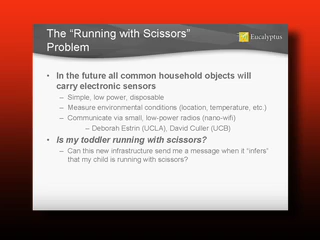 The “Running with Scissors”
Problem
Eucalyptus
• In the future all common household objects will
carry electronic sensors
– Simple, low power, disposable
– Measure environmental conditions (location, temperature, etc.)
– Communicate via small, low-power radios (nano-wifi)
– Deborah Estrin (UCLA), David Culler (UCB)
• Is my toddler running with scissors?
– Can this new infrastructure send me a message when it “infers”
that my child is running with scissors?